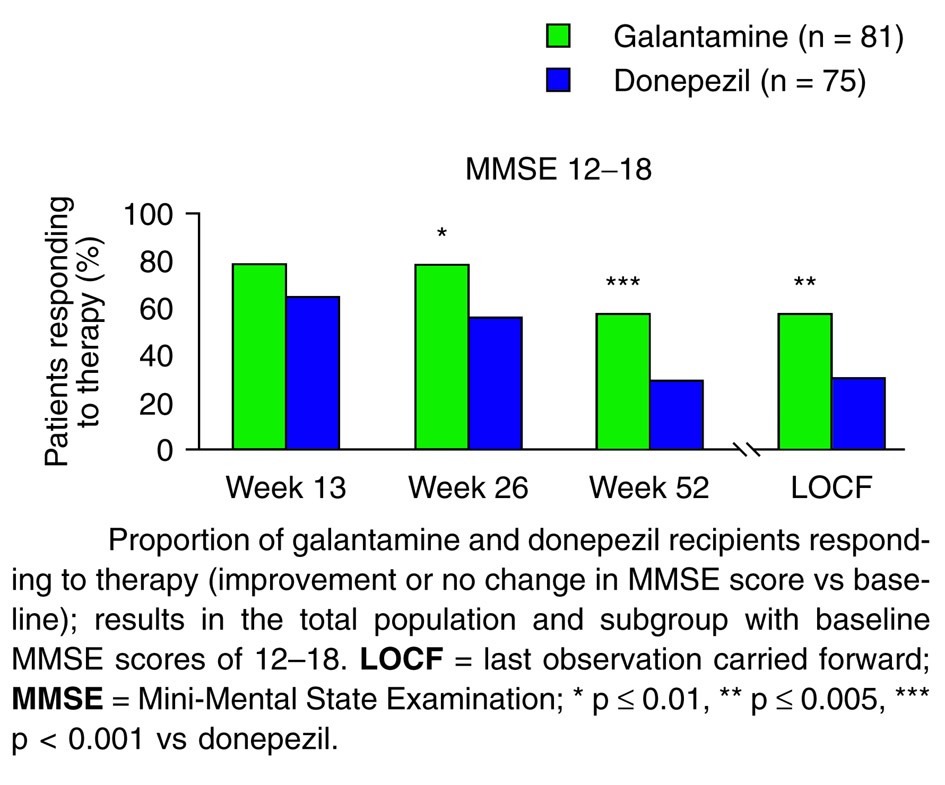 Galantamine (n = 81)
Donepezil (n = 75)
MMSE 12–18
Patients responding
to therapy (%)
100
80
60
40
20
0
*
***
**
Week 13
Week 26
Week 52
LOCF
Proportion of galantamine and donepezil recipients respond-
ing to therapy (improvement or no change in MMSE score vs base-
line); results in the total population and subgroup with baseline
MMSE scores of 12–18. LOCF = last observation carried forward;
MMSE = Mini-Mental State Examination; * p ≤ 0.01, ** p ≤ 0.005, ***
p < 0.001 vs donepezil.